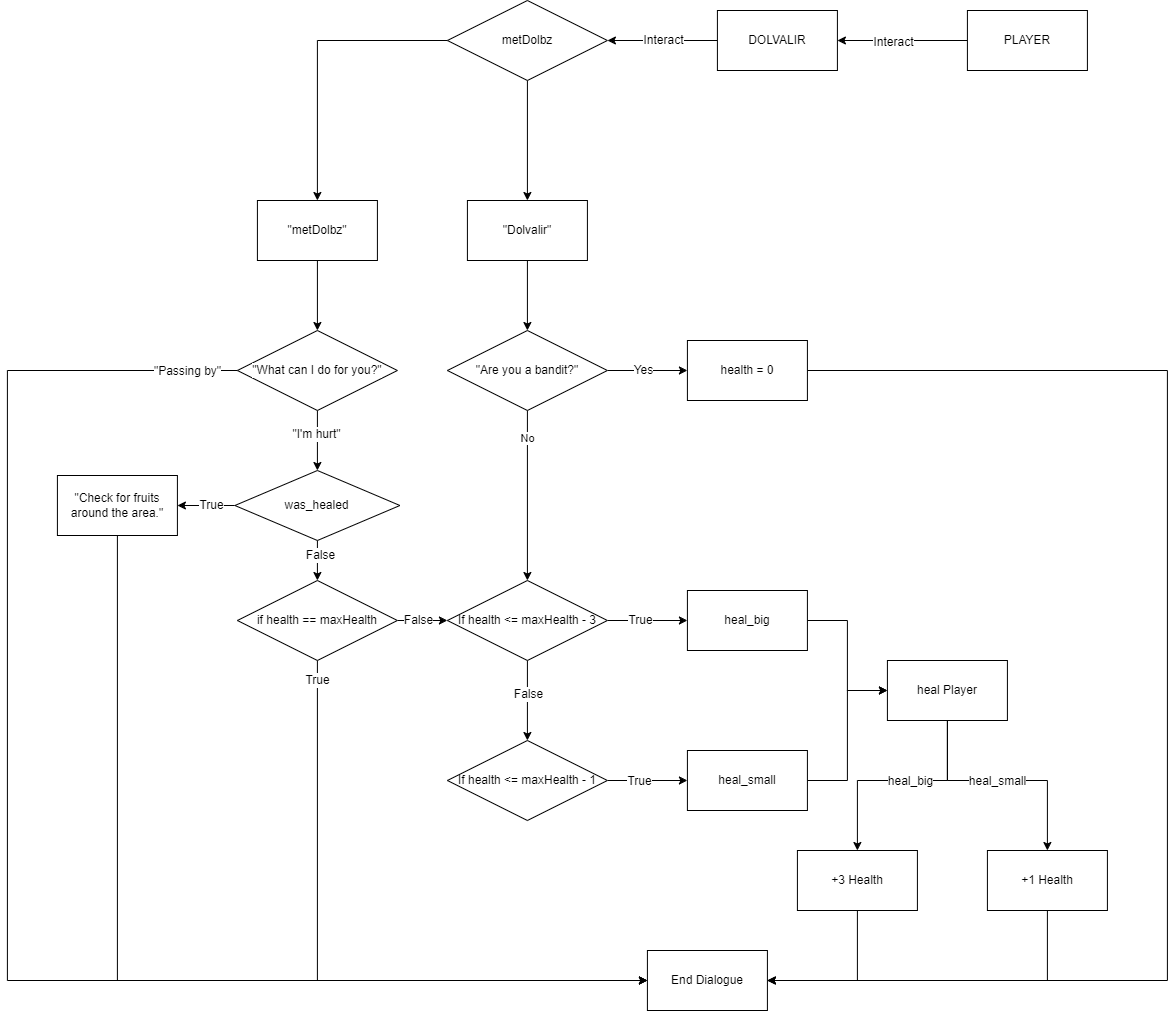 metDolbz
Interact
DOLVALIR
Interact
PLAYER
"metDolbz"
"Dolvalir"
"Passing by"
"What can I do for you?"
"Are you a bandit?"
Yes
health = 0
"I'm hurt"
No
"Check for fruits
around the area."
True
was_healed
False
if health == maxHealth
False
If health <= maxHealth - 3
True
heal_big
True
False
heal Player
If health <= maxHealth - 1
True
heal_small
heal_big
heal_small
+3 Health
+1 Health
End Dialogue